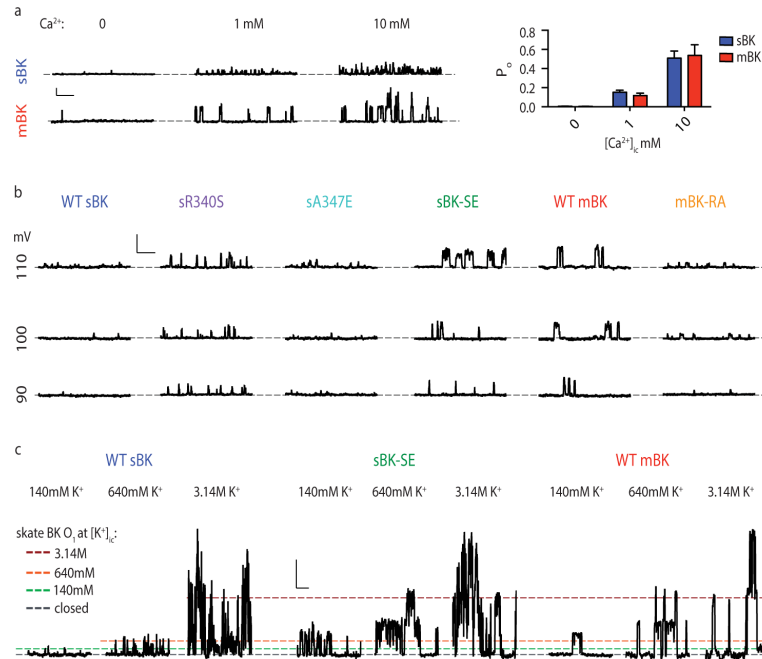 a
Ca²⁺: 0 1 mM 10 mM
sBK
mBK
Pₒ
0.8
0.6
0.4
0.2
0.0
0 1 10
[Ca²⁺]ic mM
sBK
mBK
b
WT sBK sR340S sA347E sBK-SE WT mBK mBK-RA
mV
110
100
90
c
WT sBK sBK-SE WT mBK
140mM K⁺ 640mM K⁺ 3.14M K⁺ 140mM K⁺ 640mM K⁺ 3.14M K⁺ 140mM K⁺ 640mM K⁺ 3.14M K⁺
skate BK O₁ at [K⁺]ic:
3.14M
640mM
140mM
closed